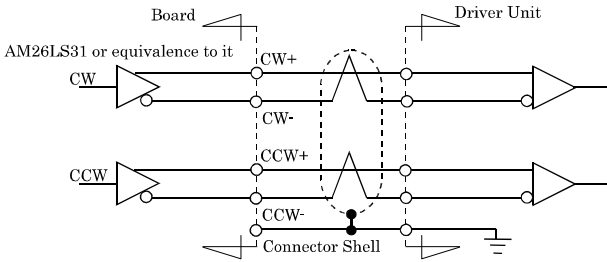 Board
Driver Unit
AM26LS31 or equivalence to it
CW
CW+
CW-
CCW
CCW+
CCW-
Connector Shell